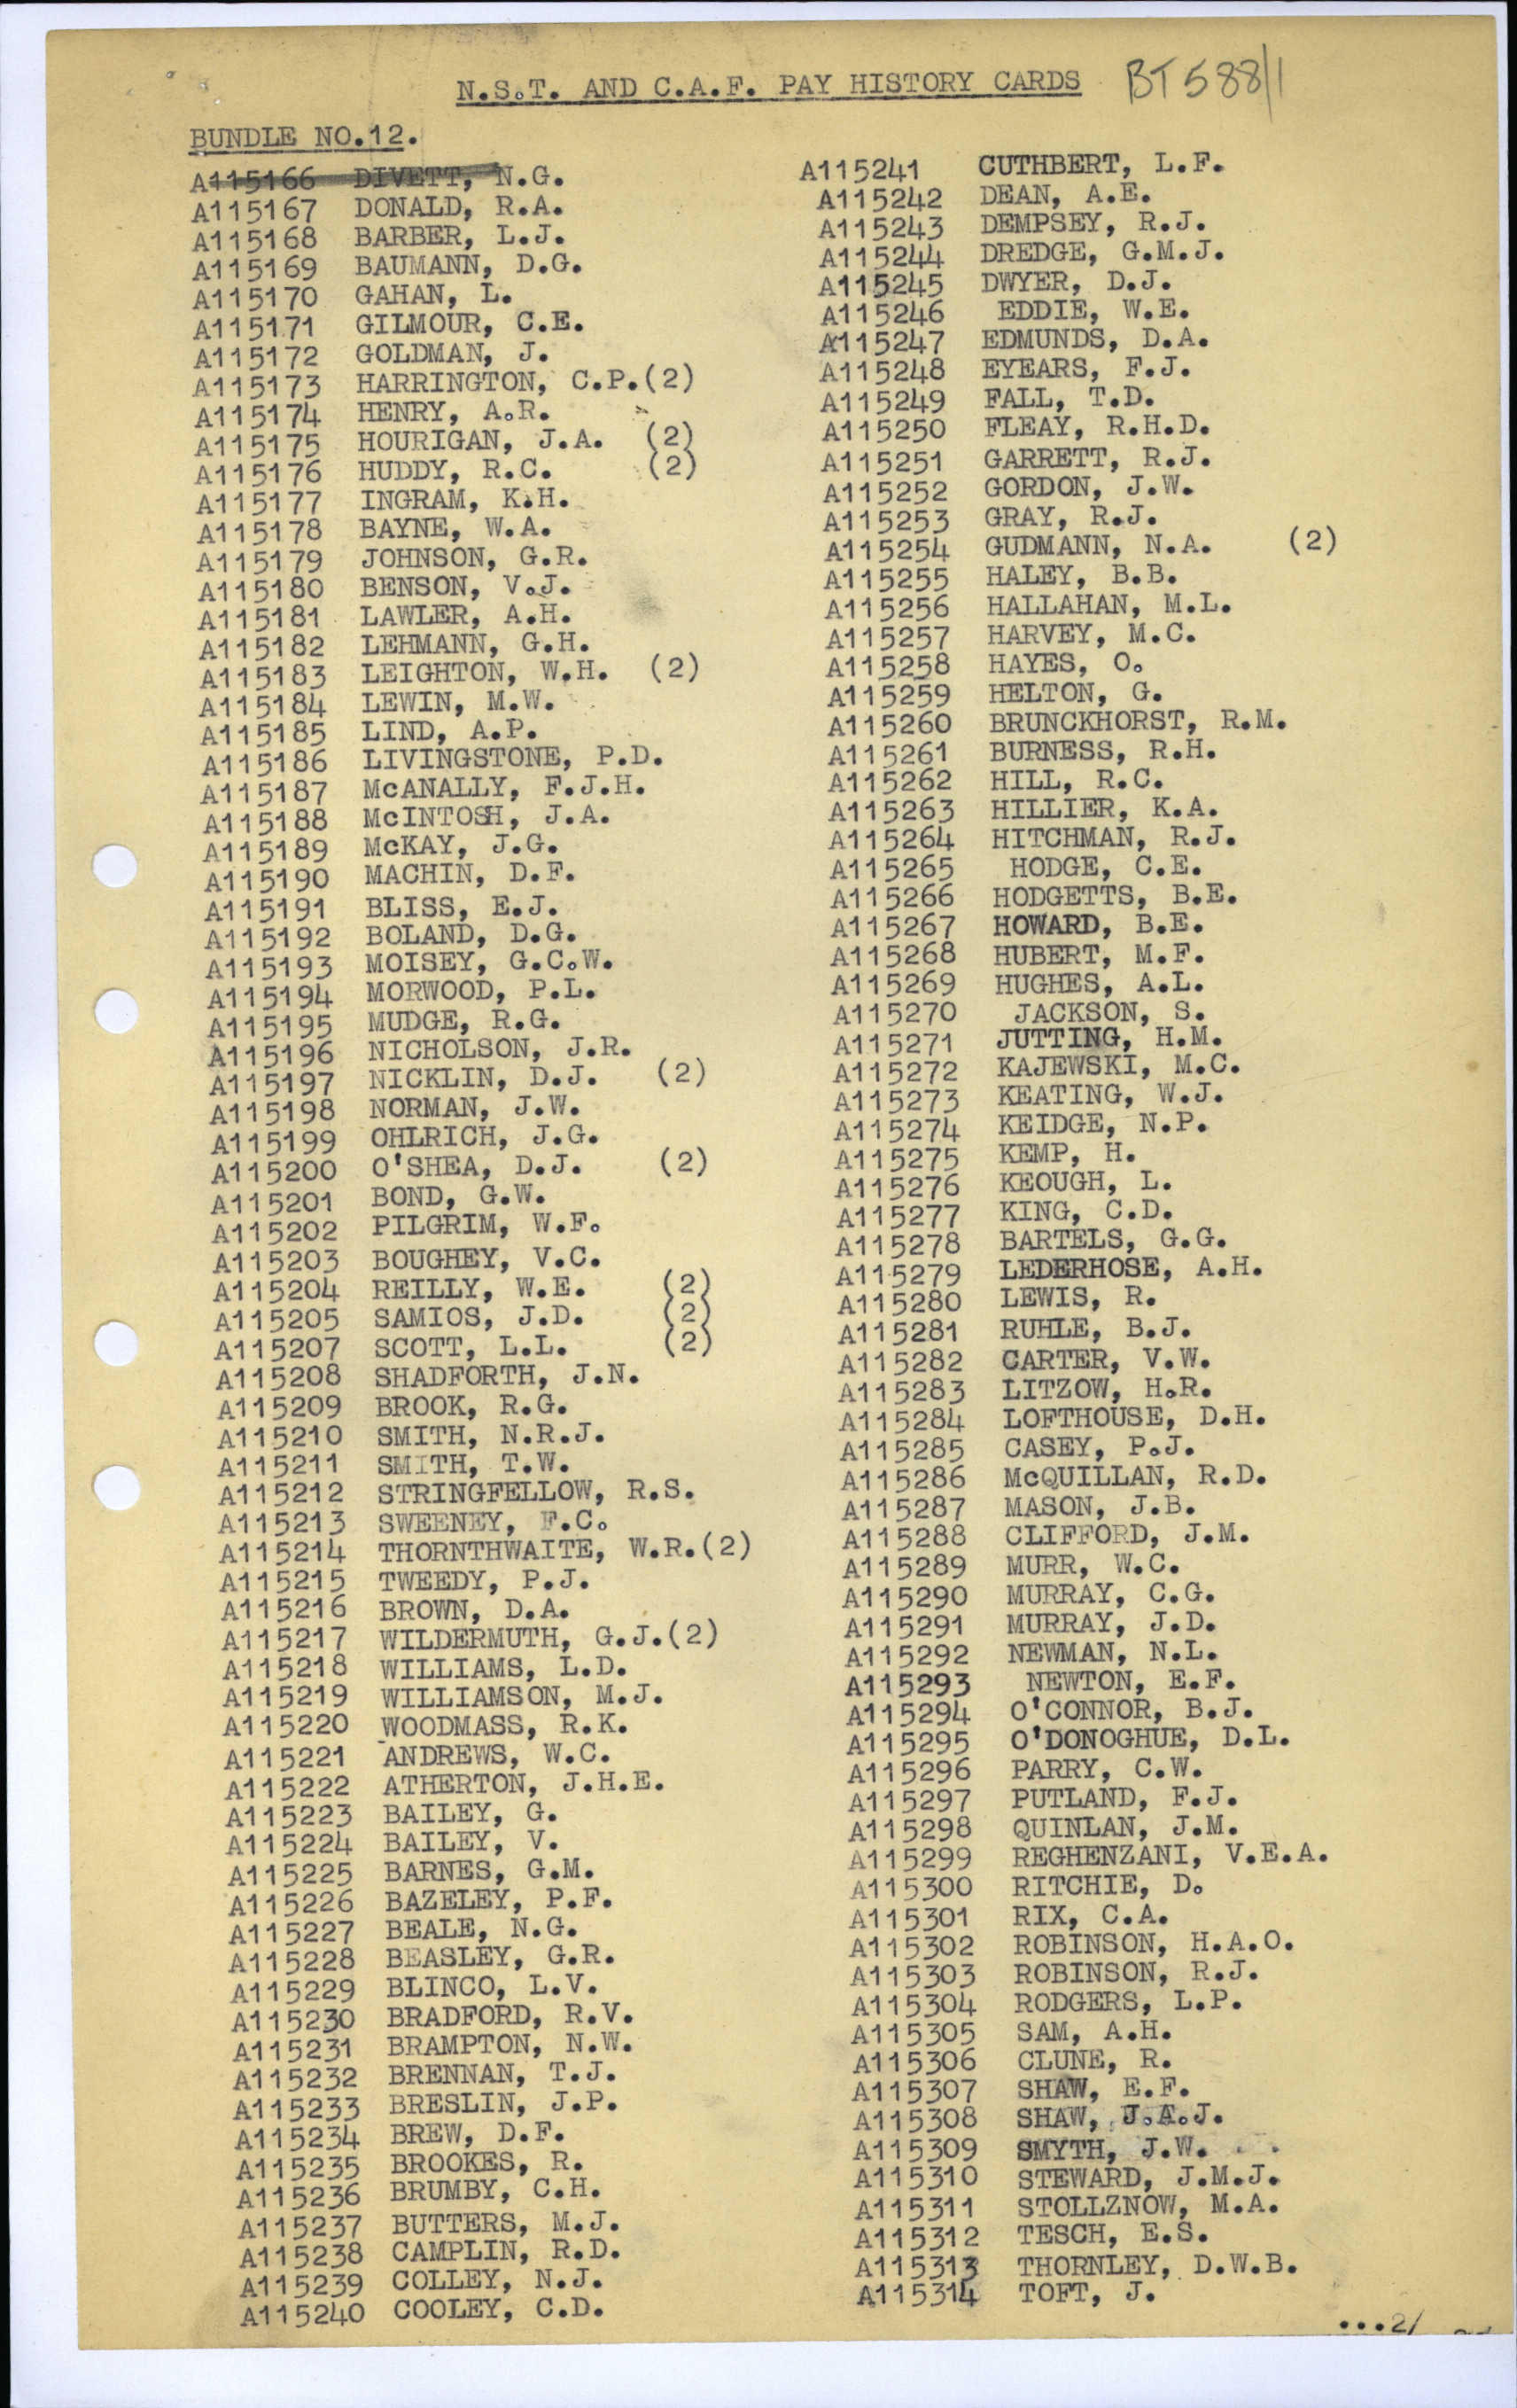 N.S.T. AND C.A.F. PAY HISTORY CARDS BT 588/1
BUNDLE NO.12.
A115166 DIVETT, N.G.
A115167 DONALD, R.A.
A115168 BARBER, L.J.
A115169 BAUMANN, D.G.
A115170 GAHAN, L.
A115171 GILMOUR, C.E.
A115172 GOLDMAN, J.
A115173 HARRINGTON, C.P.(2)
A115174 HENRY, A.R.
A115175 HOURIGAN, J.A. (2)
A115176 HUDDY, R.C. (2)
A115177 INGRAM, K.H.
A115178 BAYNE, W.A.
A115179 JOHNSON, G.R.
A115180 BENSON, V.J.
A115181 LAWLER, A.H.
A115182 LEHMANN, G.H.
A115183 LEIGHTON, W.H. (2)
A115184 LEWIN, M.W.
A115185 LIND, A.P.
A115186 LIVINGSTONE, P.D.
A115187 McANALLY, F.J.H.
A115188 McINTOSH, J.A.
A115189 McKAY, J.G.
A115190 MACHIN, D.F.
A115191 BLISS, E.J.
A115192 BOLAND, D.G.
A115193 MOISEY, G.C.W.
A115194 MORWOOD, P.L.
A115195 MUDGE, R.G.
A115196 NICHOLSON, J.R.
A115197 NICKLIN, D.J. (2)
A115198 NORMAN, J.W.
A115199 OHLRICH, J.G.
A115200 O'SHEA, D.J. (2)
A115201 BOND, G.W.
A115202 PILGRIM, W.F.
A115203 BOUGHEY, V.C.
A115204 REILLY, W.E. (2)
A115205 SAMIOS, J.D. (2)
A115207 SCOTT, L.L. (2)
A115208 SHADFORTH, J.N.
A115209 BROOK, R.G.
A115210 SMITH, N.R.J.
A115211 SMITH, T.W.
A115212 STRINGFELLOW, R.S.
A115213 SWEENEY, F.C.
A115214 THORNTHWAITE, W.R.(2)
A115215 TWEEDY, P.J.
A115216 BROWN, D.A.
A115217 WILDERMUTH, G.J.(2)
A115218 WILLIAMS, L.D.
A115219 WILLIAMSON, M.J.
A115220 WOODMASS, R.K.
A115221 ANDREWS, W.C.
A115222 ATHERTON, J.H.E.
A115223 BAILEY, G.
A115224 BAILEY, V.
A115225 BARNES, G.M.
A115226 BAZELEY, P.F.
A115227 BEALE, N.G.
A115228 BEASLEY, G.R.
A115229 BLINCO, L.V.
A115230 BRADFORD, R.V.
A115231 BRAMPTON, N.W.
A115232 BRENNAN, T.J.
A115233 BRESLIN, J.P.
A115234 BREW, D.F.
A115235 BROOKES, R.
A115236 BRUMBY, C.H.
A115237 BUTTERS, M.J.
A115238 CAMPLIN, R.D.
A115239 COLLEY, N.J.
A115240 COOLEY, C.D.
A115241 CUTHBERT, L.F.
A115242 DEAN, A.E.
A115243 DEMPSEY, R.J.
A115244 DREDGE, G.M.J.
A115245 DWYER, D.J.
A115246 EDDIE, W.E.
A115247 EDMUNDS, D.A.
A115248 EYEARS, F.J.
A115249 FALL, T.D.
A115250 FLEAY, R.H.D.
A115251 GARRETT, R.J.
A115252 GORDON, J.W.
A115253 GRAY, R.J.
A115254 GUDMANN, N.A. (2)
A115255 HALEY, B.B.
A115256 HALLAHAN, M.L.
A115257 HARVEY, M.C.
A115258 HAYES, O.
A115259 HELTON, G.
A115260 BRUNCKHORST, R.M.
A115261 BURNESS, R.H.
A115262 HILL, R.C.
A115263 HILLIER, K.A.
A115264 HITCHMAN, R.J.
A115265 HODGE, C.E.
A115266 HODGETTS, B.E.
A115267 HOWARD, B.E.
A115268 HUBERT, M.F.
A115269 HUGHES, A.L.
A115270 JACKSON, S.
A115271 JUTTING, H.M.
A115272 KAJEWSKI, M.C.
A115273 KEATING, W.J.
A115274 KEIDGE, N.P.
A115275 KEMP, H.
A115276 KEOUGH, L.
A115277 KING, C.D.
A115278 BARTELS, G.G.
A115279 LEDERHOSE, A.H.
A115280 LEWIS, R.
A115281 RUHLE, B.J.
A115282 CARTER, V.W.
A115283 LITZOW, H.R.
A115284 LOFTHOUSE, D.H.
A115285 CASEY, P.J.
A115286 McQUILLAN, R.D.
A115287 MASON, J.B.
A115288 CLIFFORD, J.M.
A115289 MURR, W.C.
A115290 MURRAY, C.G.
A115291 MURRAY, J.D.
A115292 NEWMAN, N.L.
A115293 NEWTON, E.F.
A115294 O'CONNOR, B.J.
A115295 O'DONOGHUE, D.L.
A115296 PARRY, C.W.
A115297 PUTLAND, F.J.
A115298 QUINLAN, J.M.
A115299 REGHENZANI, V.E.A.
A115300 RITCHIE, D.
A115301 RIX, C.A.
A115302 ROBINSON, H.A.O.
A115303 ROBINSON, R.J.
A115304 RODGERS, L.P.
A115305 SAM, A.H.
A115306 CLUNE, R.
A115307 SHAW, E.F.
A115308 SHAW, J.A.J.
A115309 SMYTH, J.W.
A115310 STEWARD, J.M.J.
A115311 STOLLZNOW, M.A.
A115312 TESCH, E.S.
A115313 THORNLEY, D.W.B.
A115314 TOFT, J.
...2/